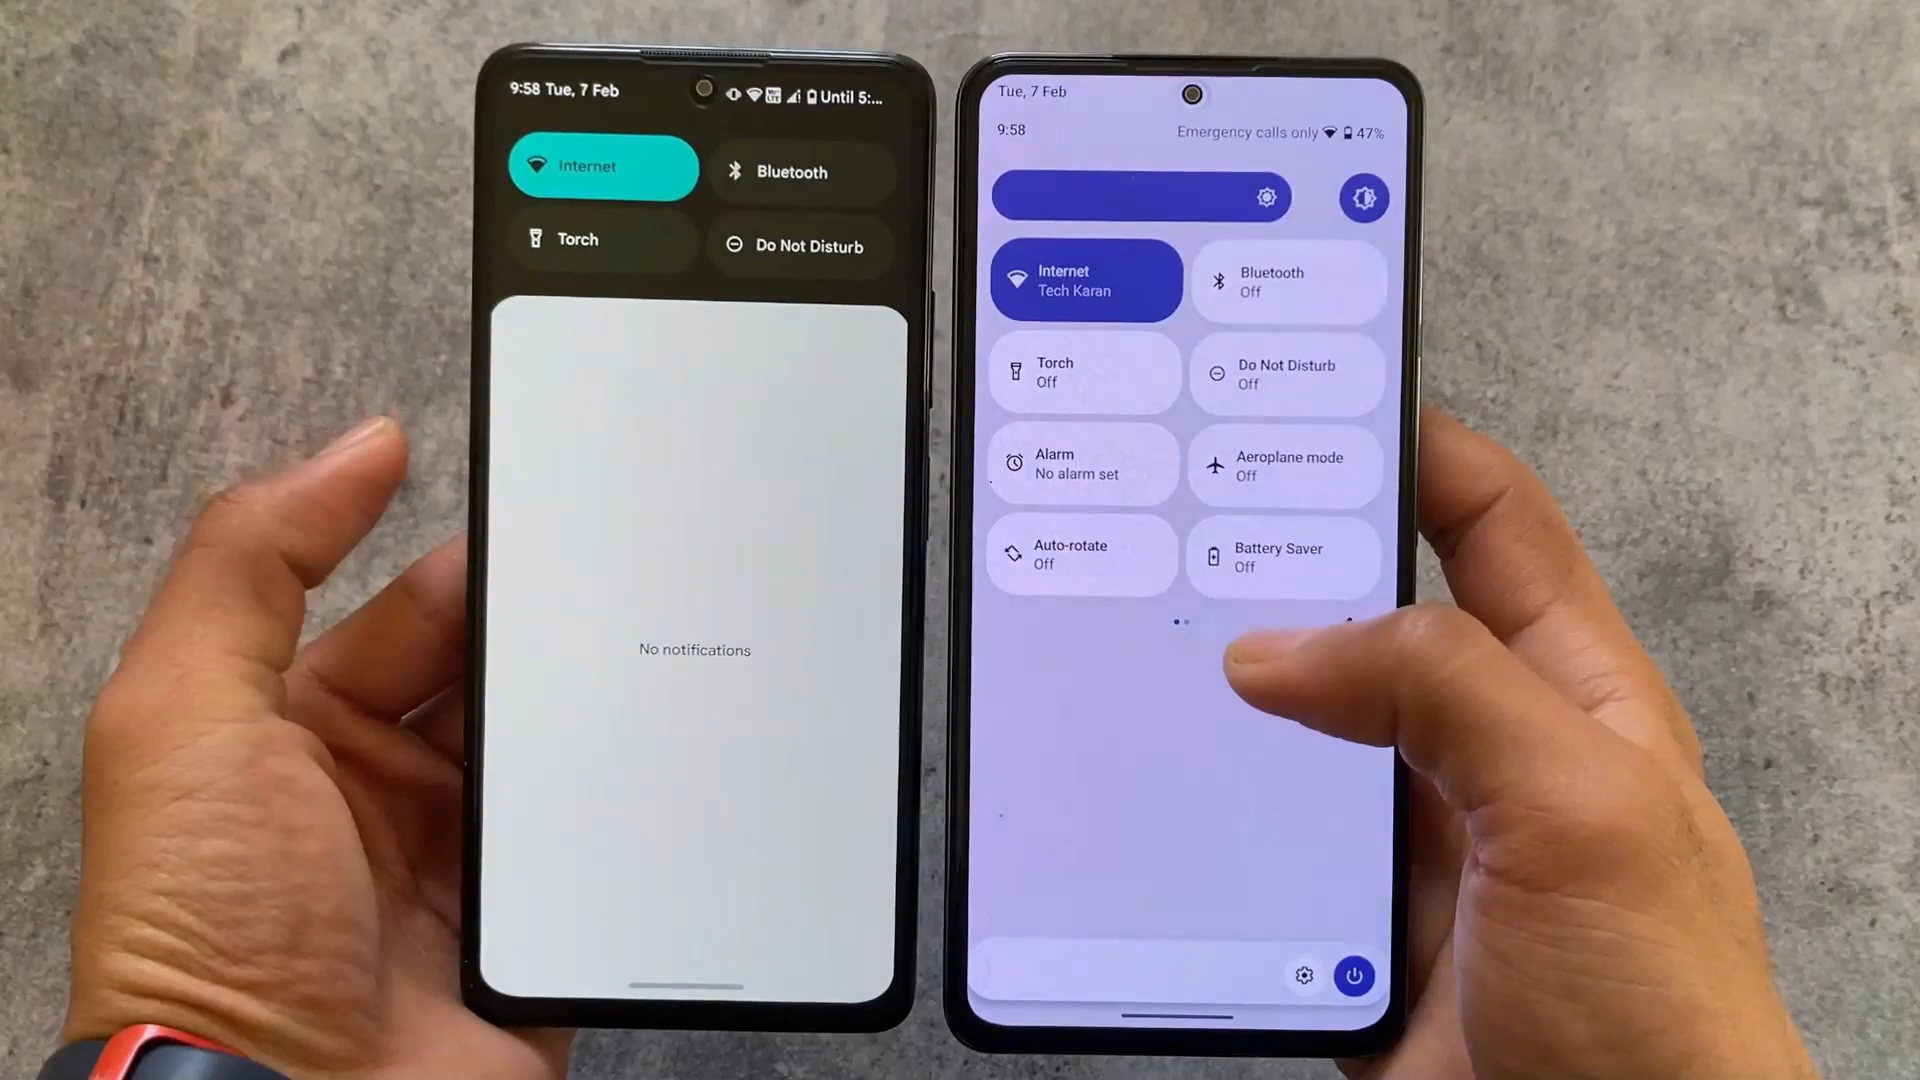 9:58 Tue, 7 Feb
Until 5:...
Internet
Bluetooth
Torch
Do Not Disturb
No notifications
Tue, 7 Feb
9:58
Emergency calls only
47%
Internet
Tech Karan
Bluetooth
Off
Torch
Off
Do Not Disturb
Off
Alarm
No alarm set
Aeroplane mode
Off
Auto-rotate
Off
Battery Saver
Off